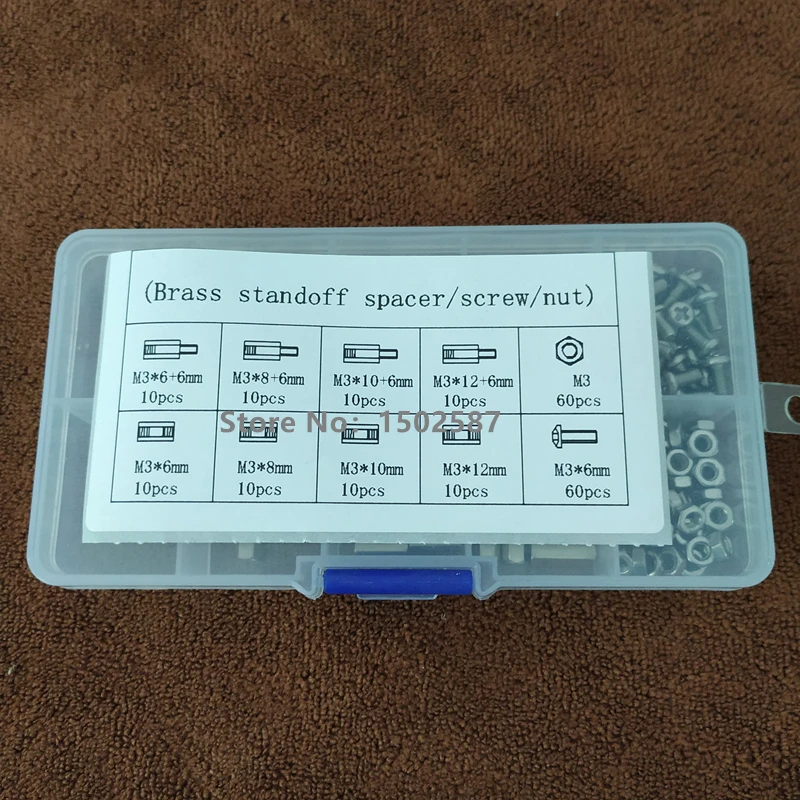 (Brass standoff spacer/screw/nut)
M3*6+6mm M3*8+6mm M3*10+6mm M3*12+6mm M3
10pcs 10pcs 10pcs 10pcs 60pcs
Store No: 1502587
M3*6mm M3*8mm M3*10mm M3*12mm M3*6mm
10pcs 10pcs 10pcs 10pcs 60pcs